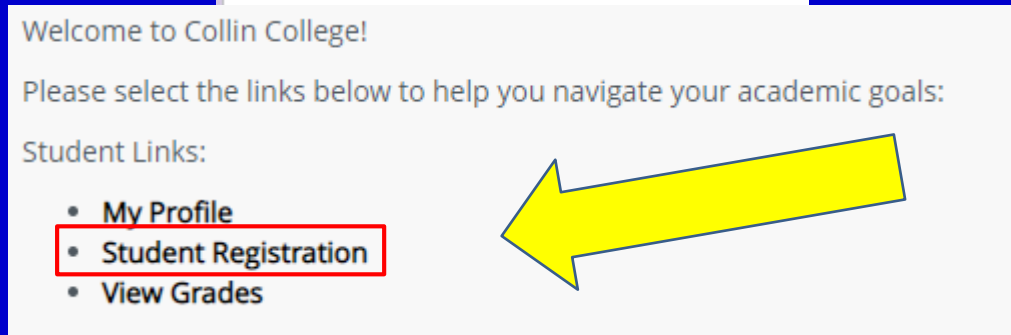 Welcome to Collin College!
Please select the links below to help you navigate your academic goals:
Student Links:
• My Profile
• Student Registration
• View Grades